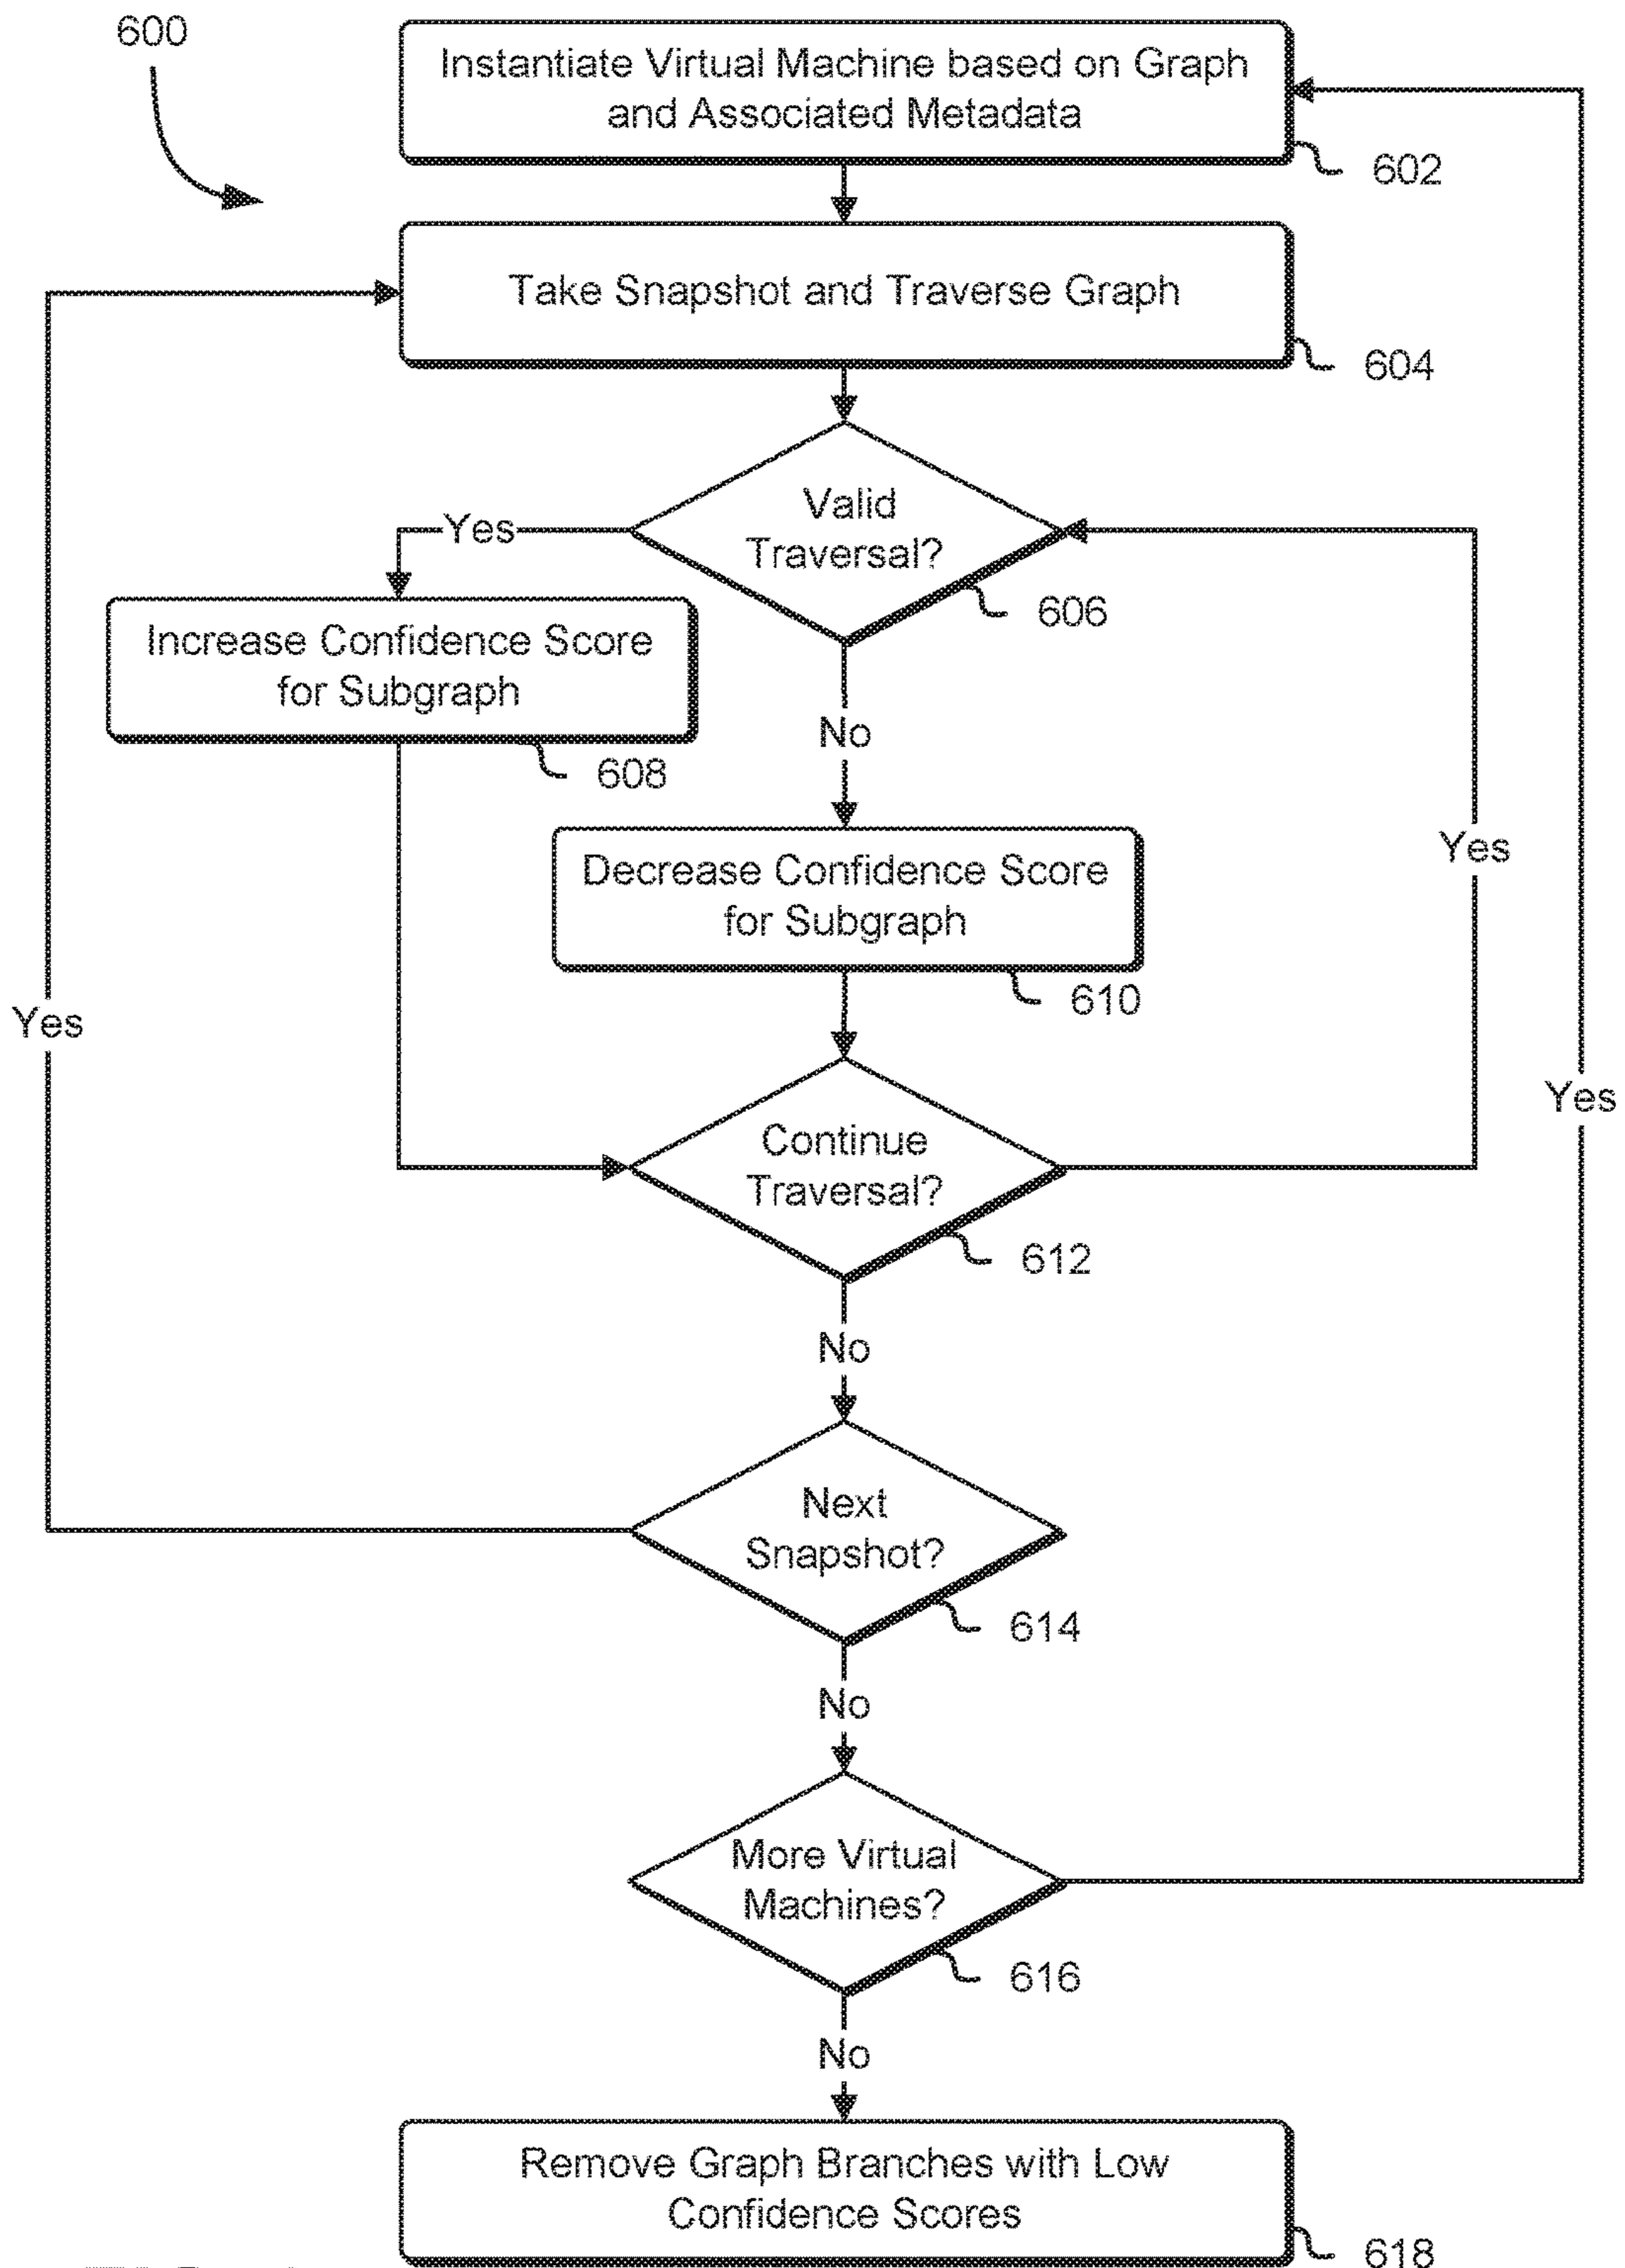 600
Instantiate Virtual Machine based on Graph
and Associated Metadata
602
Take Snapshot and Traverse Graph
604
Valid
Traversal?
606
Yes
Increase Confidence Score
for Subgraph
608
No
Decrease Confidence Score
for Subgraph
610
Yes
Yes
Yes
Continue
Traversal?
612
No
Next
Snapshot?
614
No
More Virtual
Machines?
616
No
Remove Graph Branches with Low
Confidence Scores
618